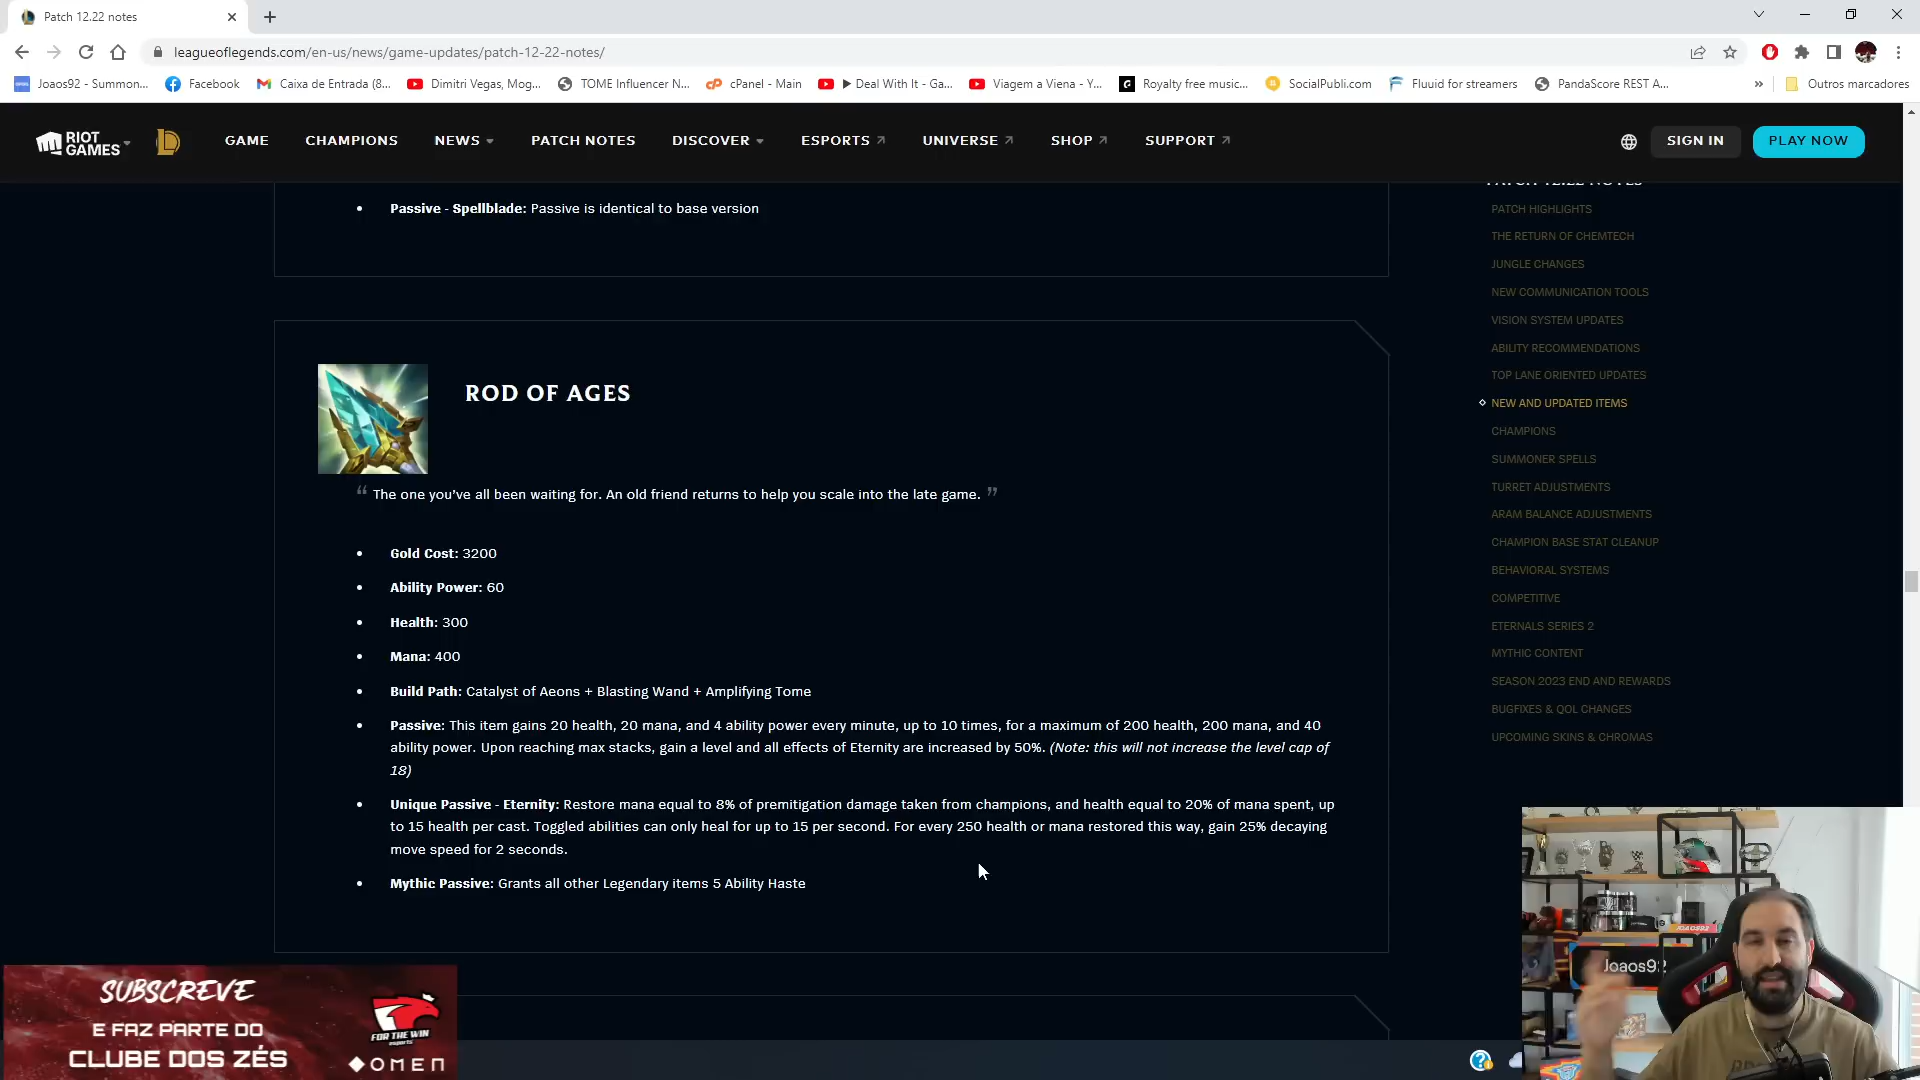 Patch 12.22 notes
leagueoflegends.com/en-us/news/game-updates/patch-12-22-notes/
Joaos92 - Summon... Facebook Caixa de Entrada (8... Dimitri Vegas, Mog... TOME Influencer N... cPanel - Main ▶ Deal With It - Ga... Viagem a Viena - Y... Royalty free music... SocialPubli.com Fluuid for streamers PandaScore REST A... » Outros marcadores
RIOT GAMES GAME CHAMPIONS NEWS PATCH NOTES DISCOVER ESPORTS UNIVERSE SHOP SUPPORT SIGN IN PLAY NOW
• Passive - Spellblade: Passive is identical to base version
ROD OF AGES
“ The one you’ve all been waiting for. An old friend returns to help you scale into the late game. ”
• Gold Cost: 3200
• Ability Power: 60
• Health: 300
• Mana: 400
• Build Path: Catalyst of Aeons + Blasting Wand + Amplifying Tome
• Passive: This item gains 20 health, 20 mana, and 4 ability power every minute, up to 10 times, for a maximum of 200 health, 200 mana, and 40
ability power. Upon reaching max stacks, gain a level and all effects of Eternity are increased by 50%. (Note: this will not increase the level cap of
18)
• Unique Passive - Eternity: Restore mana equal to 8% of premitigation damage taken from champions, and health equal to 20% of mana spent, up
to 15 health per cast. Toggled abilities can only heal for up to 15 per second. For every 250 health or mana restored this way, gain 25% decaying
move speed for 2 seconds.
• Mythic Passive: Grants all other Legendary items 5 Ability Haste
PATCH 12.22 NOTES
PATCH HIGHLIGHTS
THE RETURN OF CHEMTECH
JUNGLE CHANGES
NEW COMMUNICATION TOOLS
VISION SYSTEM UPDATES
ABILITY RECOMMENDATIONS
TOP LANE ORIENTED UPDATES
NEW AND UPDATED ITEMS
CHAMPIONS
SUMMONER SPELLS
TURRET ADJUSTMENTS
ARAM BALANCE ADJUSTMENTS
CHAMPION BASE STAT CLEANUP
BEHAVIORAL SYSTEMS
COMPETITIVE
ETERNALS SERIES 2
MYTHIC CONTENT
SEASON 2023 END AND REWARDS
BUGFIXES & QOL CHANGES
UPCOMING SKINS & CHROMAS
SUBSCREVE
E FAZ PARTE DO
CLUBE DOS ZÉS
FOR THE WIN
esports
OMEN
JOAOS92
Joaos92